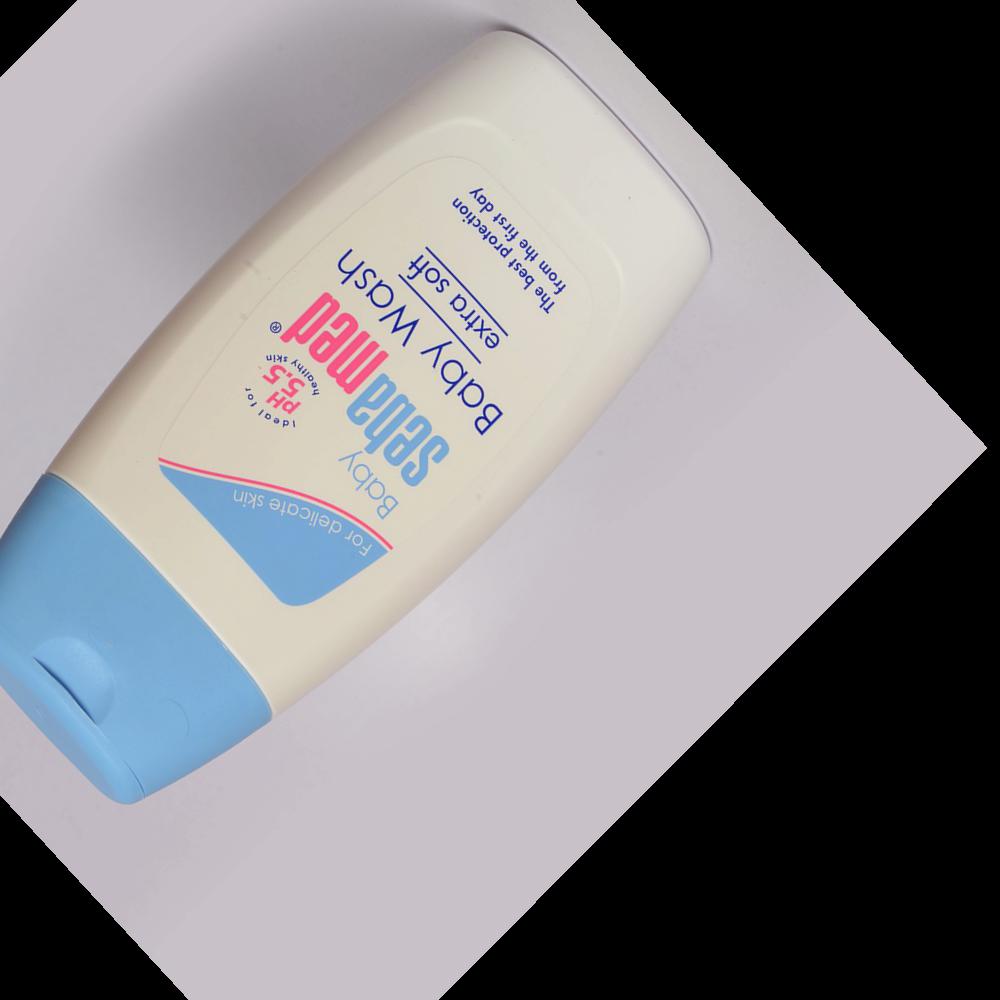 For delicate skin
Baby
sebamed®
ideal for
pH
5.5
healthy skin
Baby Wash
extra soft
The best protection
from the first day